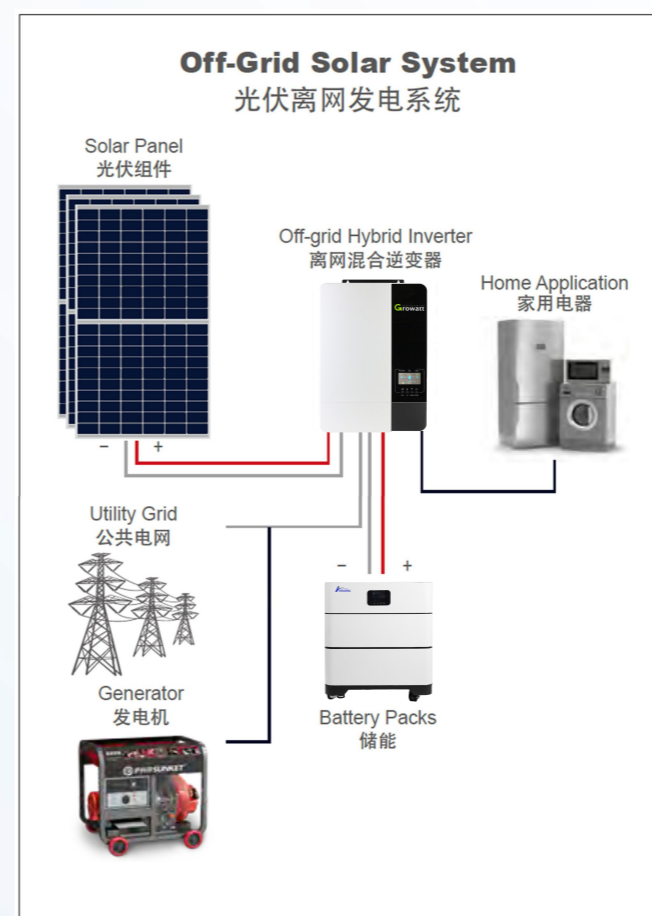 Off-Grid Solar System
光伏离网发电系统
Solar Panel
光伏组件
Off-grid Hybrid Inverter
离网混合逆变器
Growatt
Home Application
家用电器
− +
Utility Grid
公共电网
− +
Generator
发电机
Battery Packs
储能